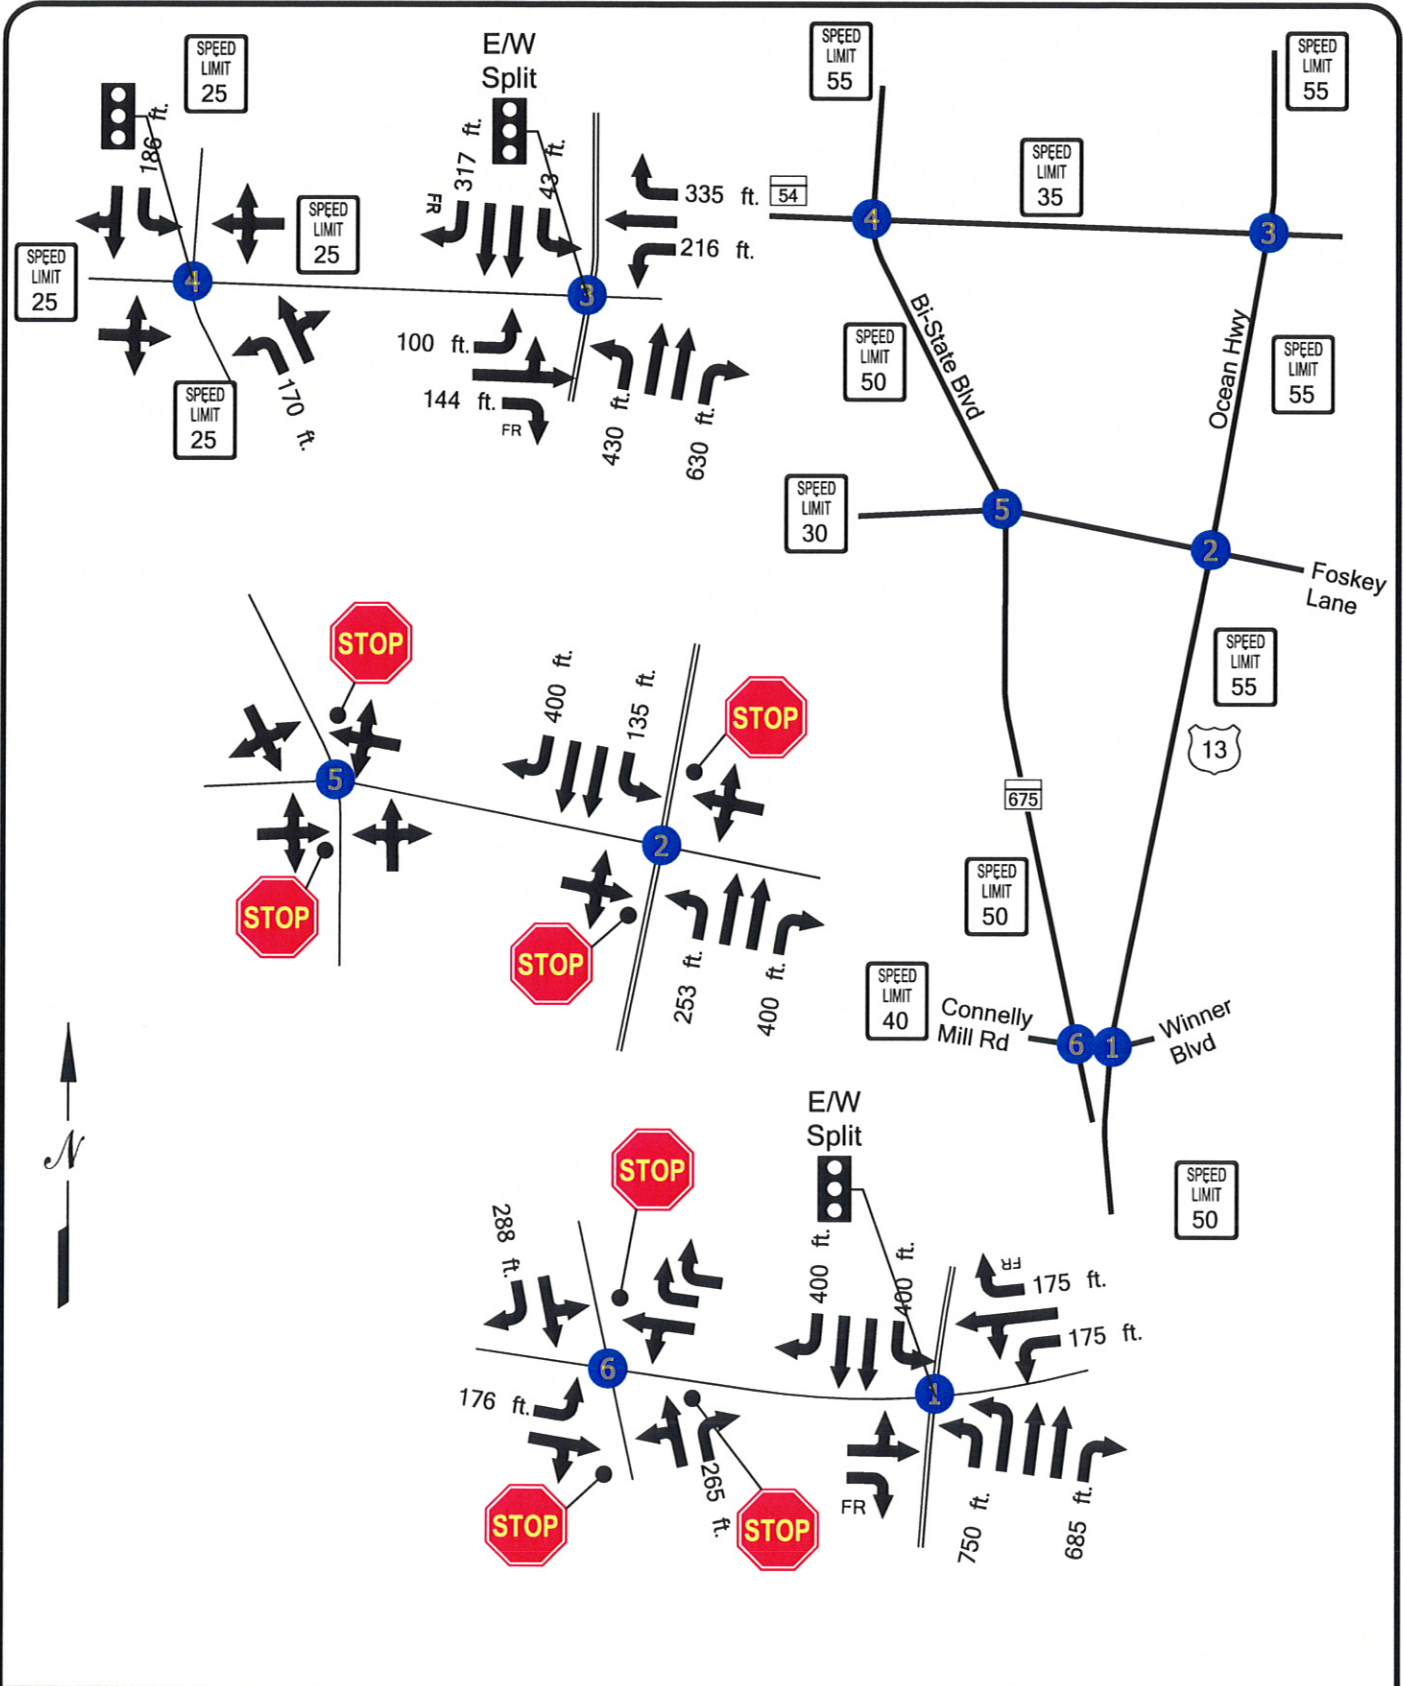 SPEED
LIMIT
25
186 ft.
SPEED
LIMIT
25
SPEED
LIMIT
25
4
170 ft.
SPEED
LIMIT
25
E/W
Split
FR
317 ft.
43 ft.
335 ft.
216 ft.
3
100 ft.
144 ft.
FR
430 ft.
630 ft.
SPEED
LIMIT
55
SPEED
LIMIT
55
SPEED
LIMIT
35
54
4
3
Bi-State Blvd
SPEED
LIMIT
50
Ocean Hwy
SPEED
LIMIT
55
SPEED
LIMIT
30
5
2
Foskey
Lane
SPEED
LIMIT
55
13
675
SPEED
LIMIT
50
SPEED
LIMIT
40
Connelly
Mill Rd
6
1
Winner
Blvd
SPEED
LIMIT
50
STOP
5
STOP
400 ft.
135 ft.
STOP
2
STOP
253 ft.
400 ft.
N
STOP
288 ft.
6
176 ft.
STOP
265 ft.
STOP
E/W
Split
400 ft.
400 ft.
FR
175 ft.
175 ft.
1
FR
750 ft.
685 ft.